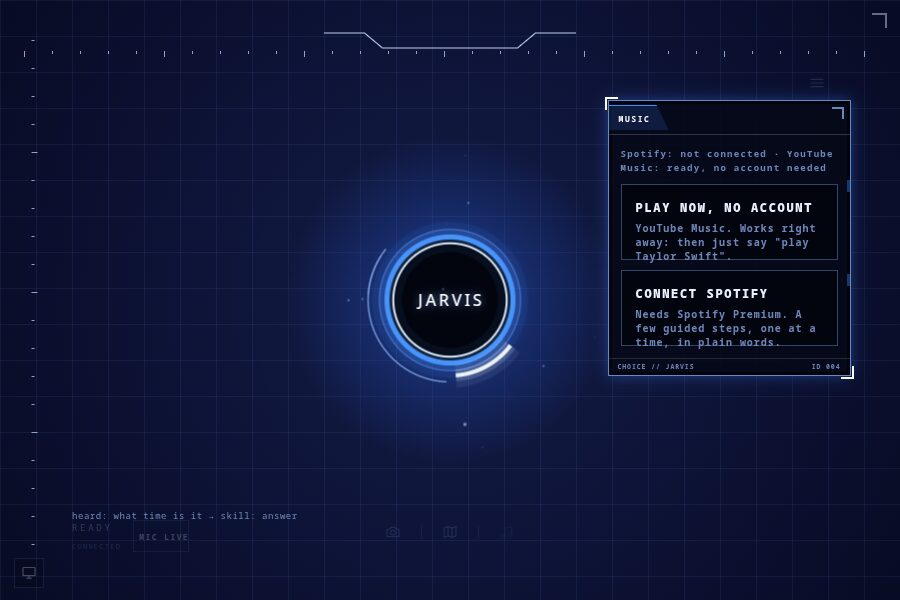 MUSIC
Spotify: not connected · YouTube
Music: ready, no account needed
PLAY NOW, NO ACCOUNT
YouTube Music. Works right
away: then just say "play
Taylor Swift".
JARVIS
CONNECT SPOTIFY
Needs Spotify Premium. A
few guided steps, one at a
time, in plain words.
CHOICE // JARVIS ID 004
heard: what time is it → skill: answer
READY
MIC LIVE
CONNECTED